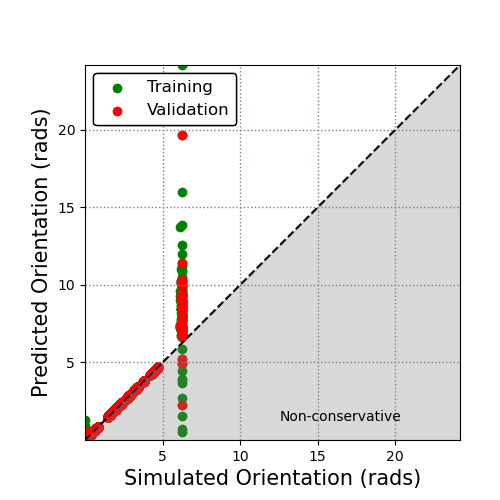 Training
Validation
Predicted Orientation (rads)
20
15
10
5
Non-conservative
5
10
15
20
Simulated Orientation (rads)